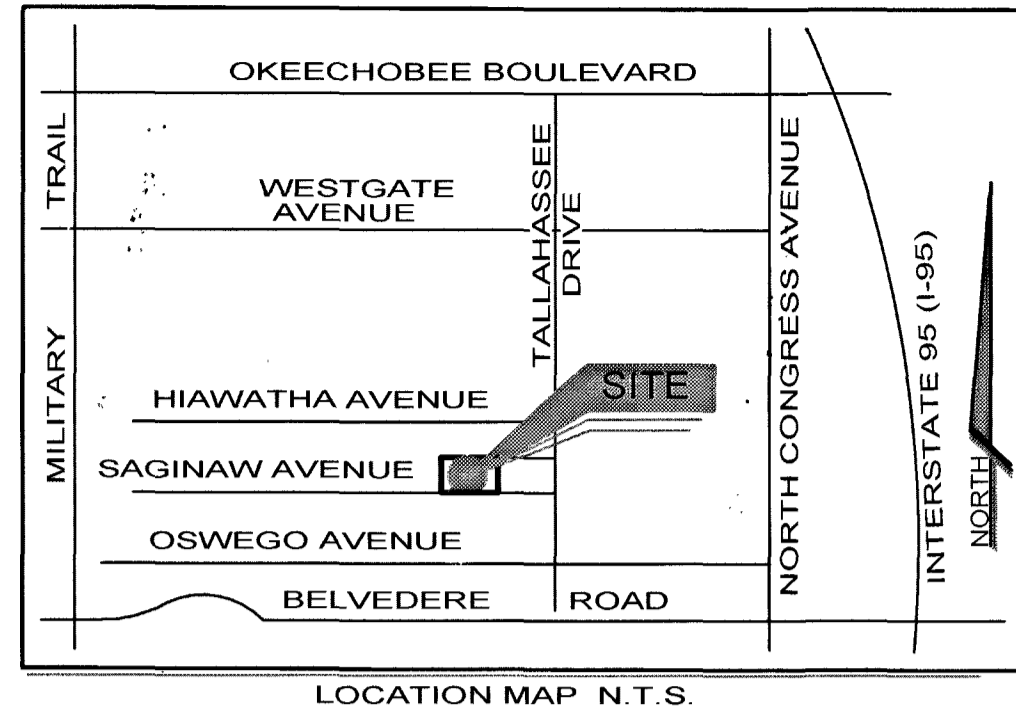 OKEECHOBEE BOULEVARD
MILITARY TRAIL
WESTGATE
AVENUE
TALLAHASSEE
DRIVE
NORTH CONGRESS AVENUE
INTERSTATE 95 (I-95)
NORTH
SITE
HIAWATHA AVENUE
SAGINAW AVENUE
OSWEGO AVENUE
BELVEDERE ROAD
LOCATION MAP N.T.S.